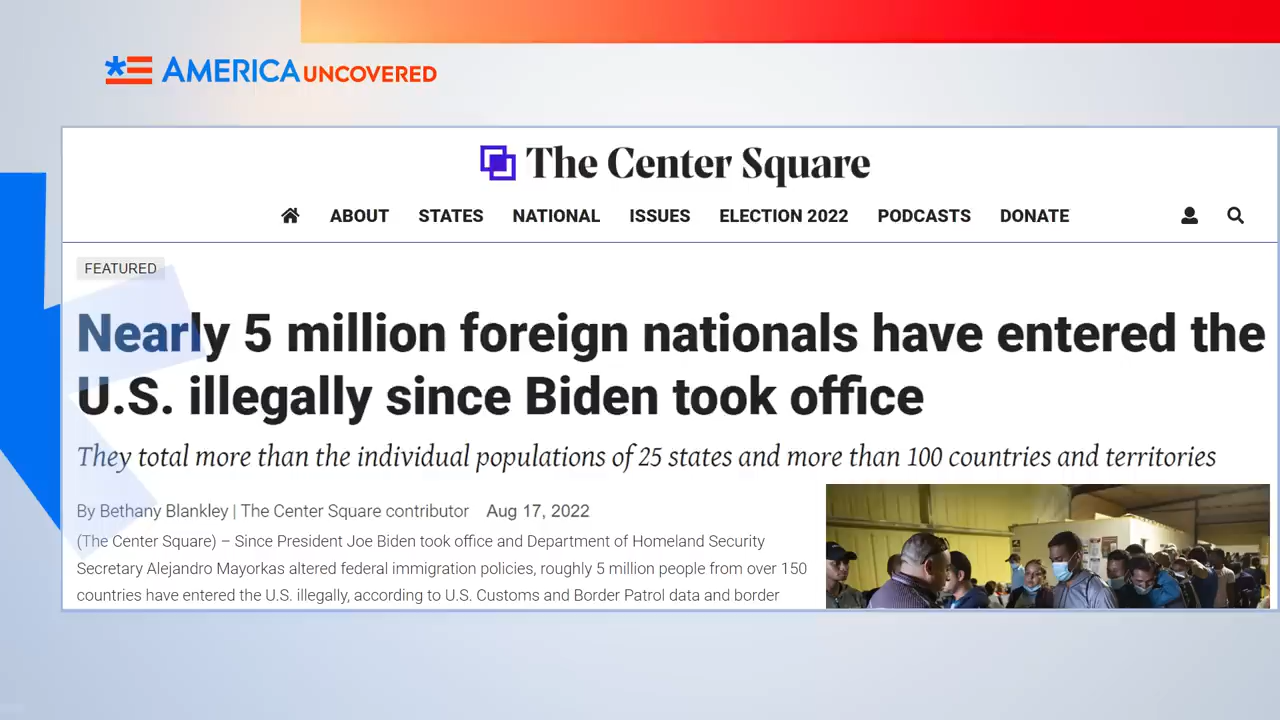 AMERICA UNCOVERED
The Center Square
ABOUT STATES NATIONAL ISSUES ELECTION 2022 PODCASTS DONATE
FEATURED
Nearly 5 million foreign nationals have entered the
U.S. illegally since Biden took office
They total more than the individual populations of 25 states and more than 100 countries and territories
By Bethany Blankley | The Center Square contributor Aug 17, 2022
(The Center Square) – Since President Joe Biden took office and Department of Homeland Security
Secretary Alejandro Mayorkas altered federal immigration policies, roughly 5 million people from over 150
countries have entered the U.S. illegally, according to U.S. Customs and Border Patrol data and border